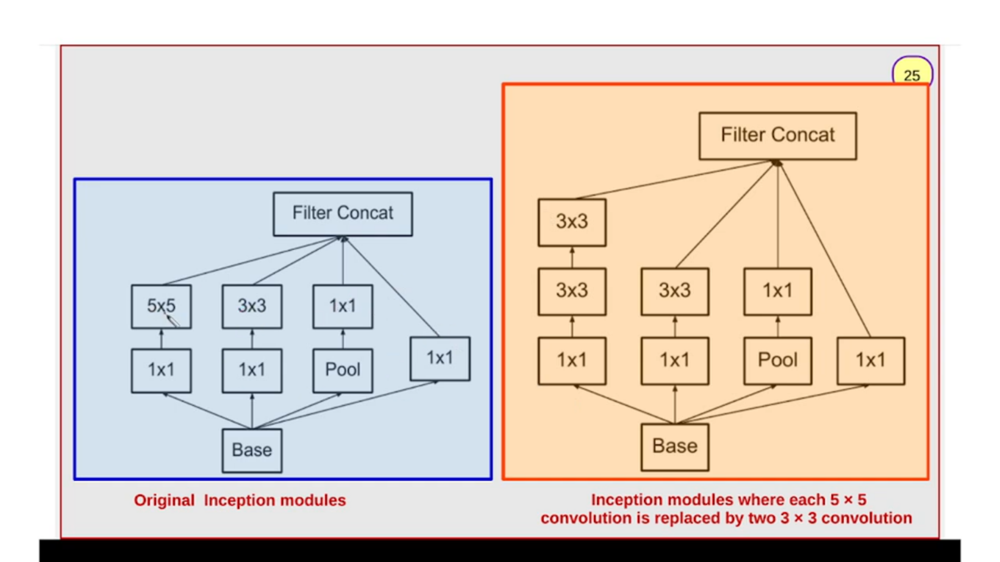 25
Filter Concat
5x5 3x3 1x1
1x1
1x1 1x1 Pool
Base
Original Inception modules
Filter Concat
3x3
3x3 3x3 1x1
1x1 1x1 Pool 1x1
Base
Inception modules where each 5 × 5
convolution is replaced by two 3 × 3 convolution